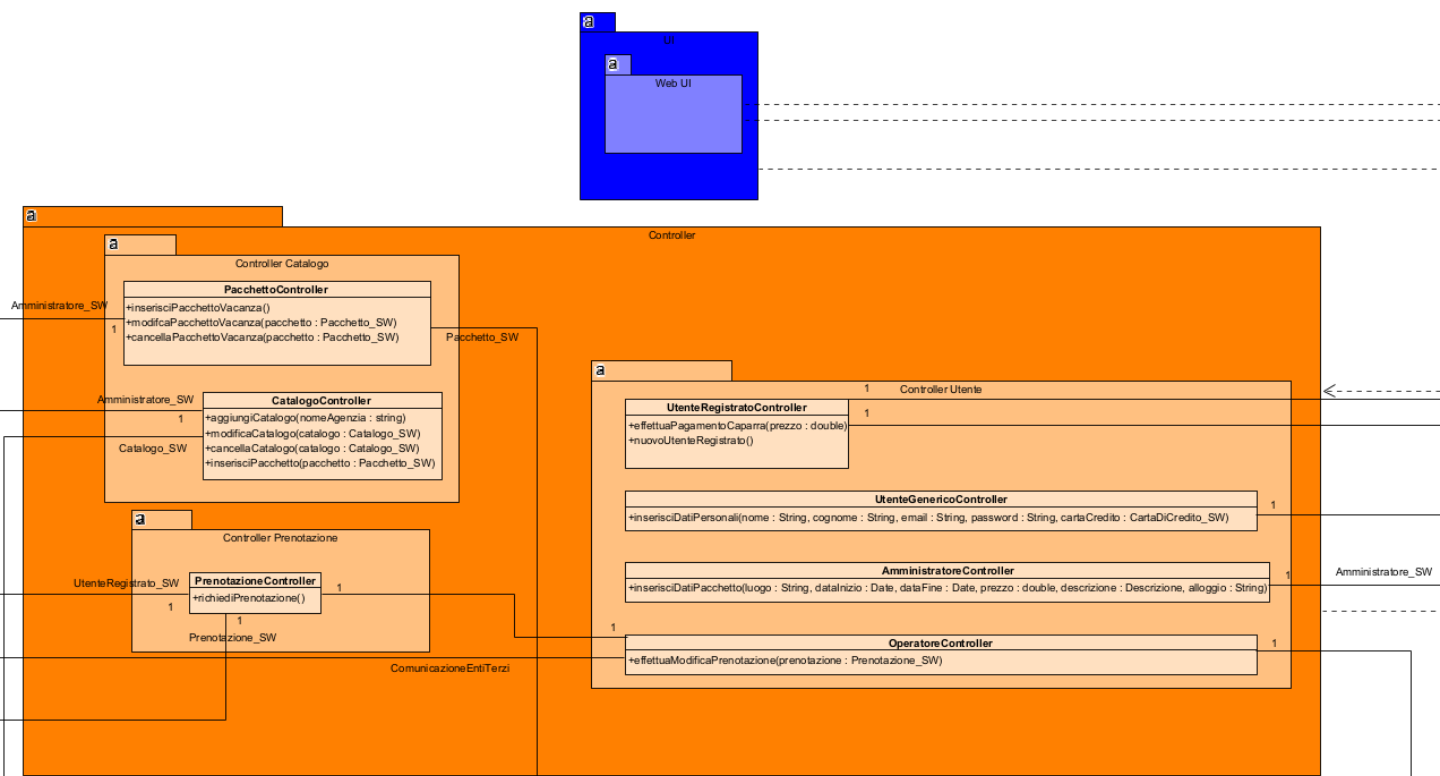 a
UI
a
Web UI
a
Controller
a
Controller Catalogo
PacchettoController
+inserisciPacchettoVacanza()
+modifcaPacchettoVacanza(pacchetto : Pacchetto_SW)
+cancellaPacchettoVacanza(pacchetto : Pacchetto_SW)
Amministratore_SW
1
Pacchetto_SW
CatalogoController
+aggiungiCatalogo(nomeAgenzia : string)
+modificaCatalogo(catalogo : Catalogo_SW)
+cancellaCatalogo(catalogo : Catalogo_SW)
+inserisciPacchetto(pacchetto : Pacchetto_SW)
Amministratore_SW
1
Catalogo_SW
a
Controller Prenotazione
PrenotazioneController
+richiediPrenotazione()
UtenteRegistrato_SW
1
1
1
Prenotazione_SW
a
Controller Utente
1
UtenteRegistratoController
+effettuaPagamentoCaparra(prezzo : double)
+nuovoUtenteRegistrato()
1
UtenteGenericoController
+inserisciDatiPersonali(nome : String, cognome : String, email : String, password : String, cartaCredito : CartaDiCredito_SW)
1
AmministratoreController
+inserisciDatiPacchetto(luogo : String, dataInizio : Date, dataFine : Date, prezzo : double, descrizione : Descrizione, alloggio : String)
1
Amministratore_SW
OperatoreController
+effettuaModificaPrenotazione(prenotazione : Prenotazione_SW)
1
1
ComunicazioneEntiTerzi